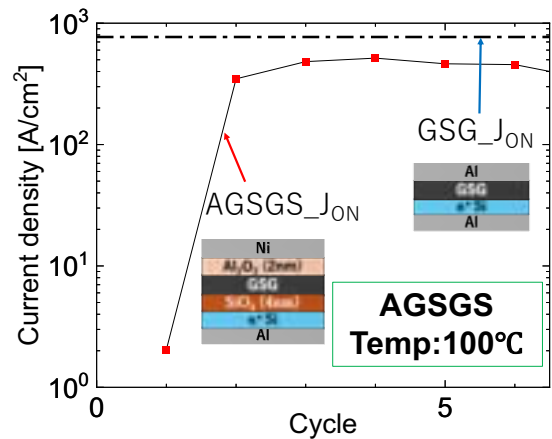 10³
10²
10¹
10⁰
Current density [A/cm²]
0
5
Cycle
GSG_J_ON
AGSGS_J_ON
Al
GSG
n⁺Si
Al
Ni
Al₂O₃ (2nm)
GSG
SiO₂ (4nm)
n⁺Si
Al
AGSGS
Temp:100℃